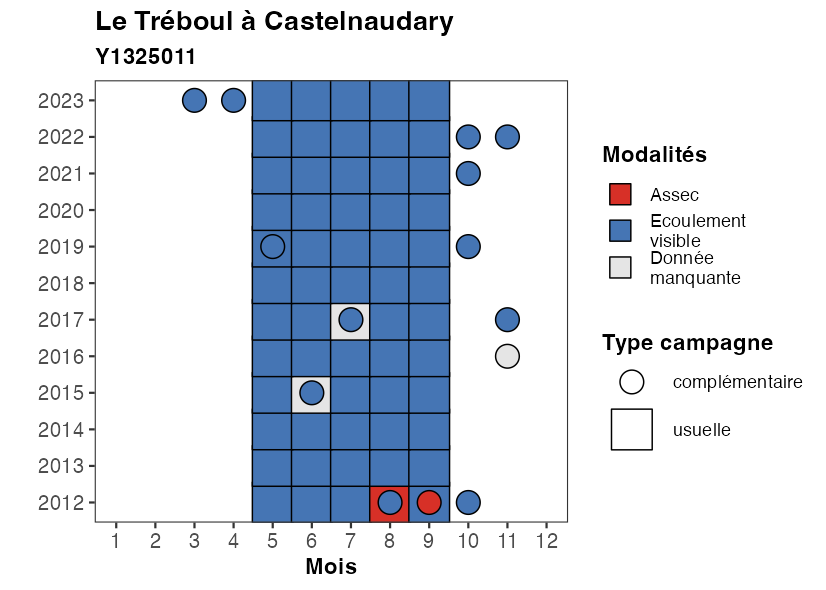 Le Tréboul à Castelnaudary
Y1325011
2023
2022
2021
2020
2019
2018
2017
2016
2015
2014
2013
2012
1 2 3 4 5 6 7 8 9 10 11 12
Mois
Modalités
Assec
Ecoulement
visible
Donnée
manquante
Type campagne
complémentaire
usuelle